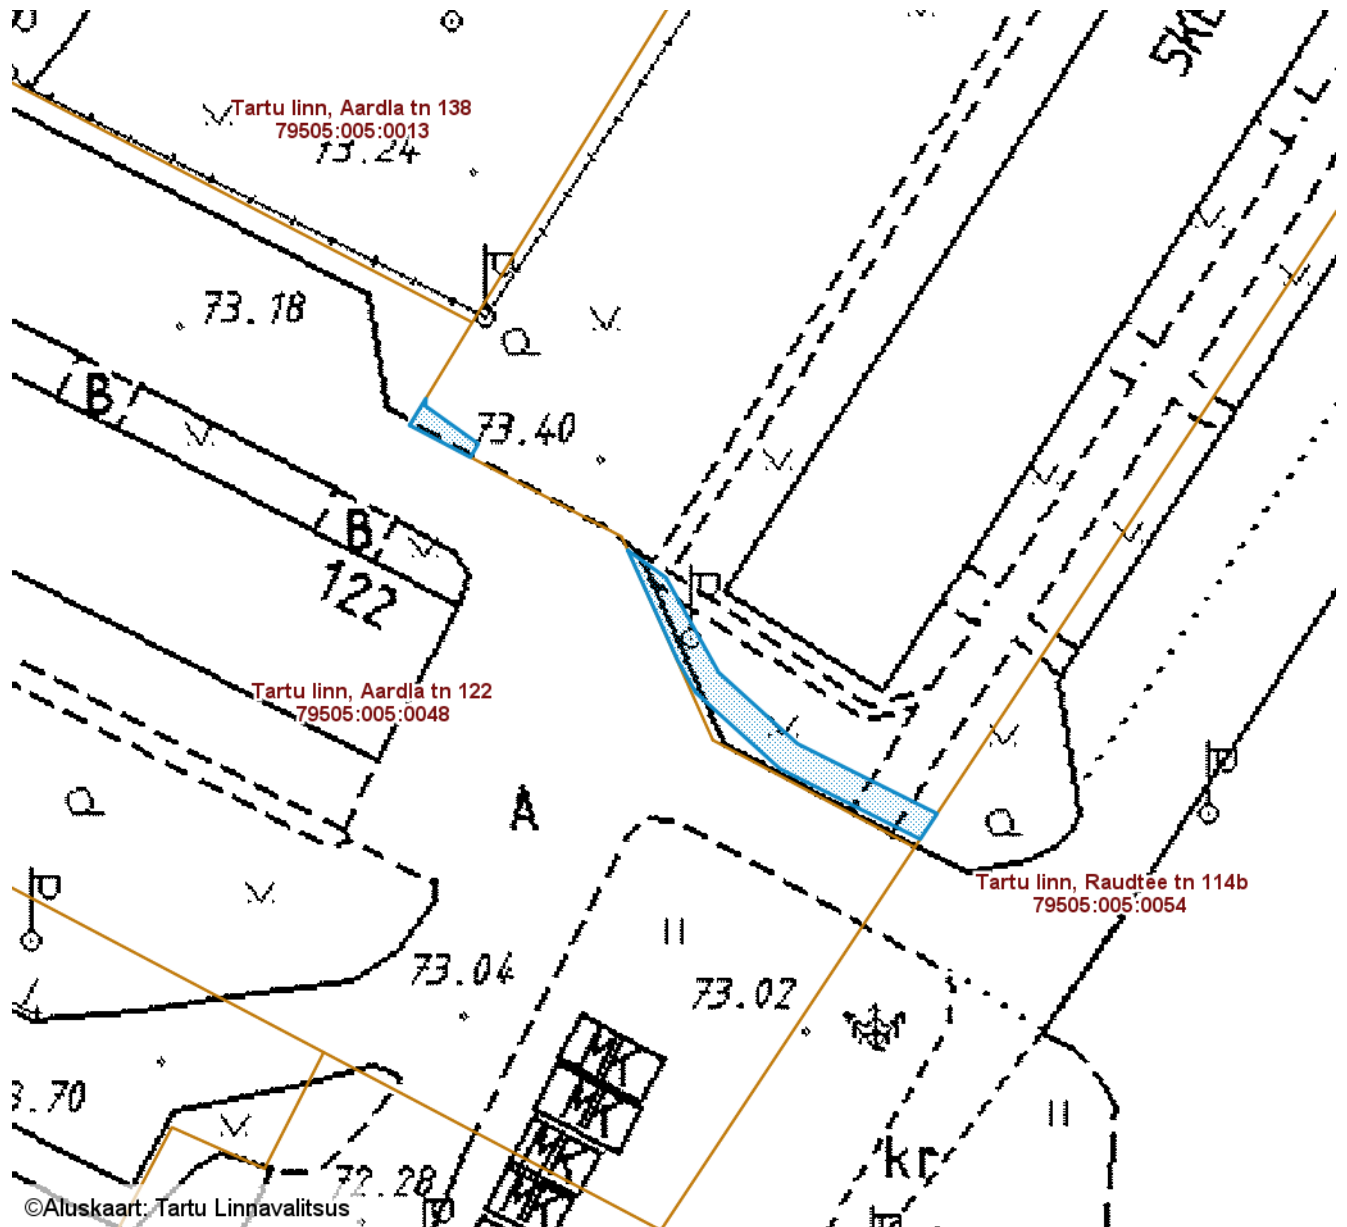 5KE
Tartu linn, Aardla tn 138
79505:005:0013
73.24
73.18
73.40
B
B
122
Tartu linn, Aardla tn 122
79505:005:0048
A
Tartu linn, Raudtee tn 114b
79505:005:0054
73.04
73.02
MK
MK
MK
MK
3.70
kr
72.28
©Aluskaart: Tartu Linnavalitsus